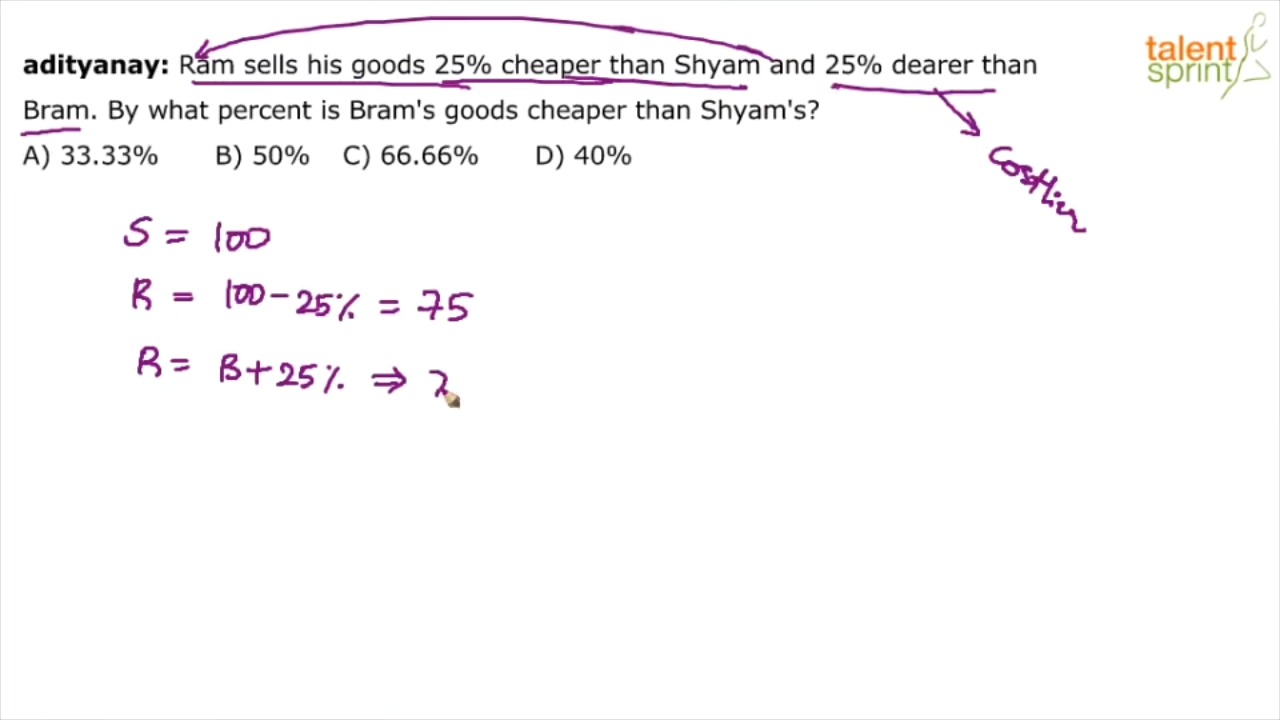 talent
sprint
adityanay: Ram sells his goods 25% cheaper than Shyam and 25% dearer than
Bram. By what percent is Bram's goods cheaper than Shyam's?
A) 33.33% B) 50% C) 66.66% D) 40%
Costlier
S = 100
R = 100 - 25% = 75
R = B + 25% ⇒